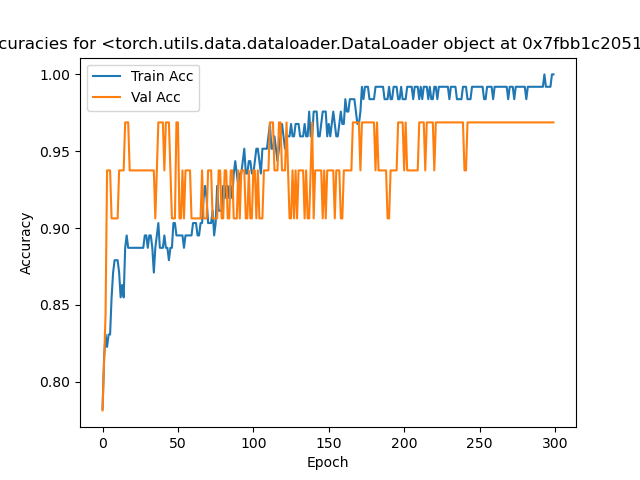 curacies for <torch.utils.data.dataloader.DataLoader object at 0x7fbb1c2051
1.00
0.95
0.90
0.85
0.80
Accuracy
Train Acc
Val Acc
0
50
100
150
200
250
300
Epoch